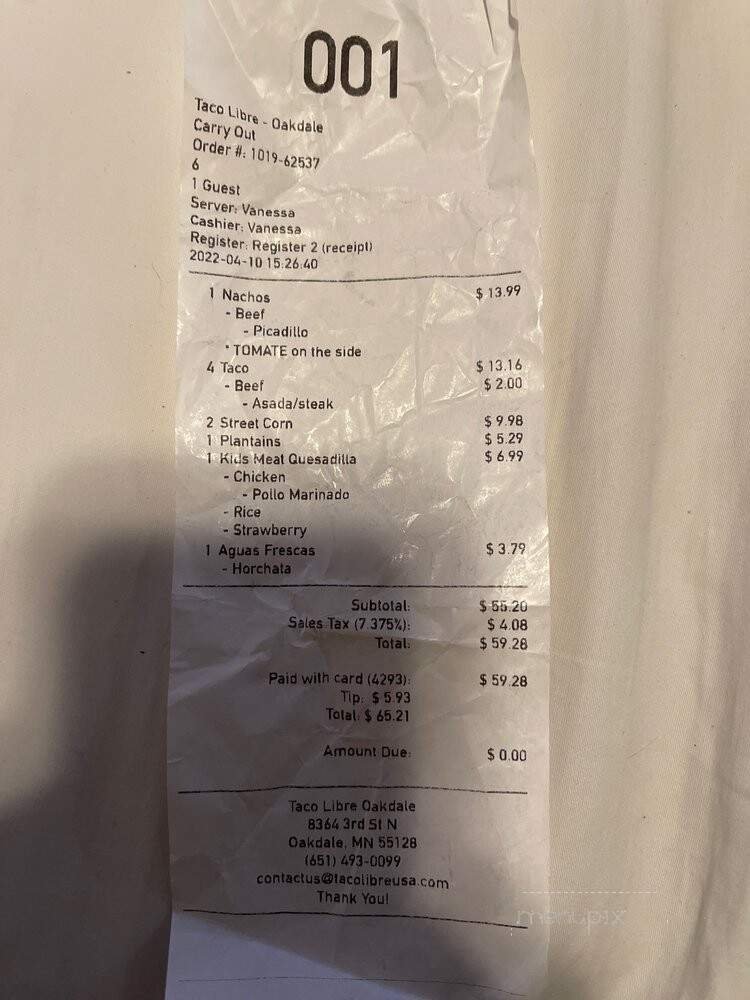 001
Taco Libre - Oakdale
Carry Out
Order #: 1019-62537
6
1 Guest
Server: Vanessa
Cashier: Vanessa
Register: Register 2 (receipt)
2022-04-10 15:26:40
1 Nachos $ 13.99
- Beef
- Picadillo
* TOMATE on the side
4 Taco $ 13.16
- Beef $ 2.00
- Asada/steak
2 Street Corn $ 9.98
1 Plantains $ 5.29
1 Kids Meat Quesadilla $ 6.99
- Chicken
- Pollo Marinado
- Rice
- Strawberry
1 Aguas Frescas $ 3.79
- Horchata
Subtotal: $ 55.20
Sales Tax (7.375%): $ 4.08
Total: $ 59.28
Paid with card (4293): $ 59.28
Tip: $ 5.93
Total: $ 65.21
Amount Due: $ 0.00
Taco Libre Oakdale
8364 3rd St N
Oakdale, MN 55128
(651) 493-0099
contactus@tacolibreusa.com
Thank You!
menupix